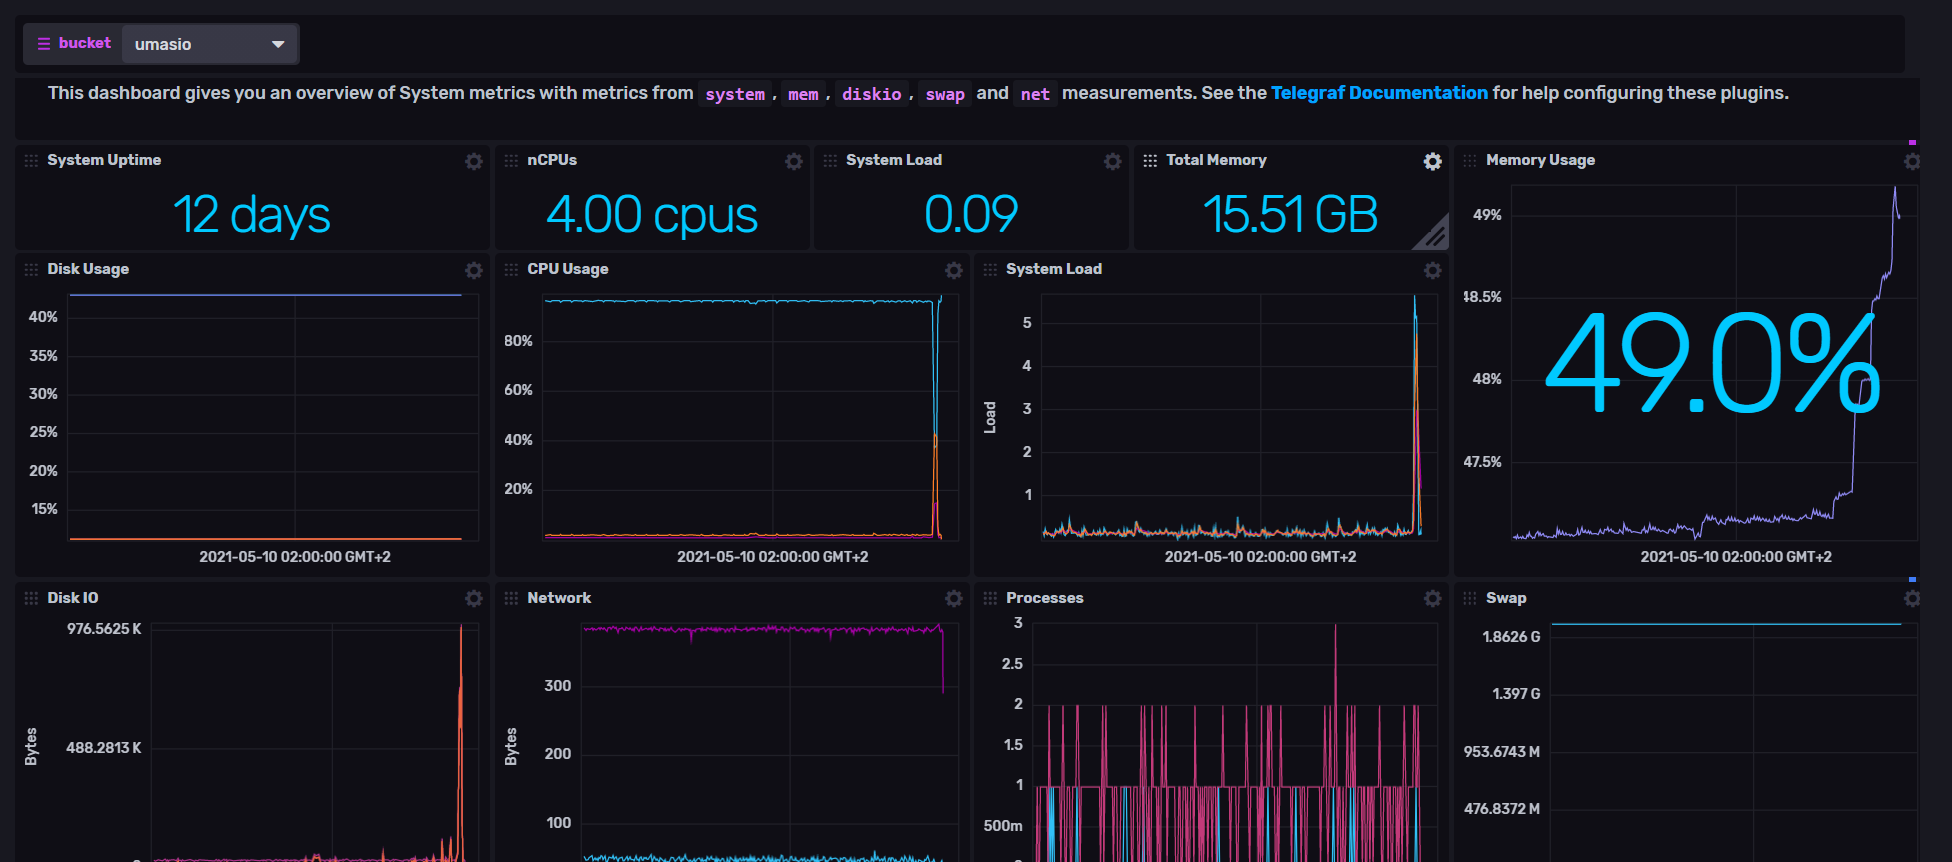 bucket umasio
This dashboard gives you an overview of System metrics with metrics from system, mem, diskio, swap and net measurements. See the Telegraf Documentation for help configuring these plugins.
System Uptime
12 days
nCPUs
4.00 cpus
System Load
0.09
Total Memory
15.51 GB
Memory Usage
49%
48.5%
48%
47.5%
49.0%
2021-05-10 02:00:00 GMT+2
Disk Usage
40%
35%
30%
25%
20%
15%
2021-05-10 02:00:00 GMT+2
CPU Usage
80%
60%
40%
20%
2021-05-10 02:00:00 GMT+2
System Load
Load
5
4
3
2
1
2021-05-10 02:00:00 GMT+2
Disk IO
Bytes
976.5625 K
488.2813 K
Network
Bytes
300
200
100
Processes
3
2.5
2
1.5
1
500m
Swap
1.8626 G
1.397 G
953.6743 M
476.8372 M